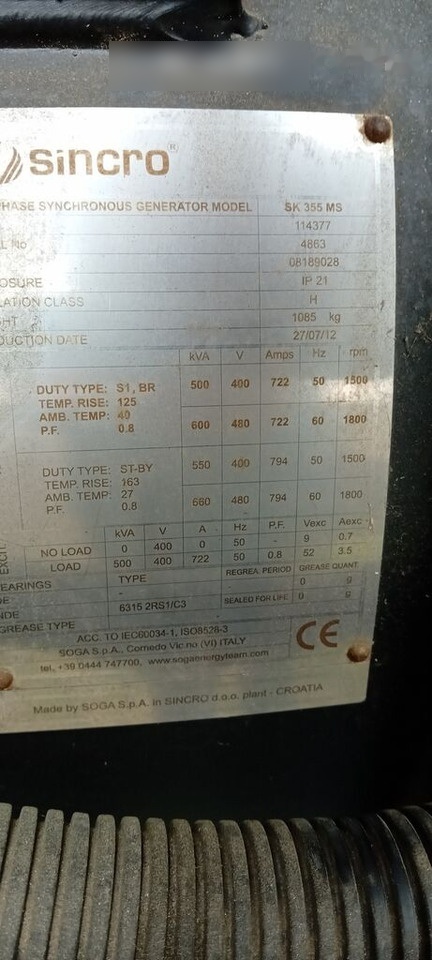 sincro®
PHASE SYNCHRONOUS GENERATOR MODEL SK 355 MS
114377
L No 4863
08189028
OSURE IP 21
LATION CLASS H
HT 1085 kg
DUCTION DATE 27/07/12
kVA V Amps Hz rpm
DUTY TYPE: S1, BR 500 400 722 50 1500
TEMP. RISE: 125
AMB. TEMP: 40 600 480 722 60 1800
P.F. 0.8
DUTY TYPE: ST-BY 550 400 794 50 1500
TEMP. RISE: 163
AMB. TEMP: 27 660 480 794 60 1800
P.F. 0.8
EXCIT.
kVA V A Hz P.F. Vexc Aexc
NO LOAD 0 400 0 50 - 9 0.7
LOAD 500 400 722 50 0.8 52 3.5
BEARINGS TYPE REGREA. PERIOD GREASE QUANT.
DE - 0 g
NDE 6315 2RS1/C3 SEALED FOR LIFE 0 g
GREASE TYPE
ACC. TO IEC60034-1, ISO8528-3
SOGA S.p.A., Cornedo Vic.no (VI) ITALY
tel. +39 0444 747700, www.sogaenergyteam.com
CE
Made by SOGA S.p.A. in SINCRO d.o.o. plant - CROATIA